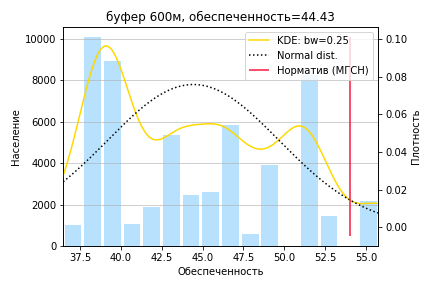 буфер 600м, обеспеченность=44.43
KDE: bw=0.25
Normal dist.
Норматив (МГСН)
10000
8000
6000
4000
2000
0
Население
0.10
0.08
0.06
0.04
0.02
0.00
Плотность
37.5 40.0 42.5 45.0 47.5 50.0 52.5 55.0
Обеспеченность